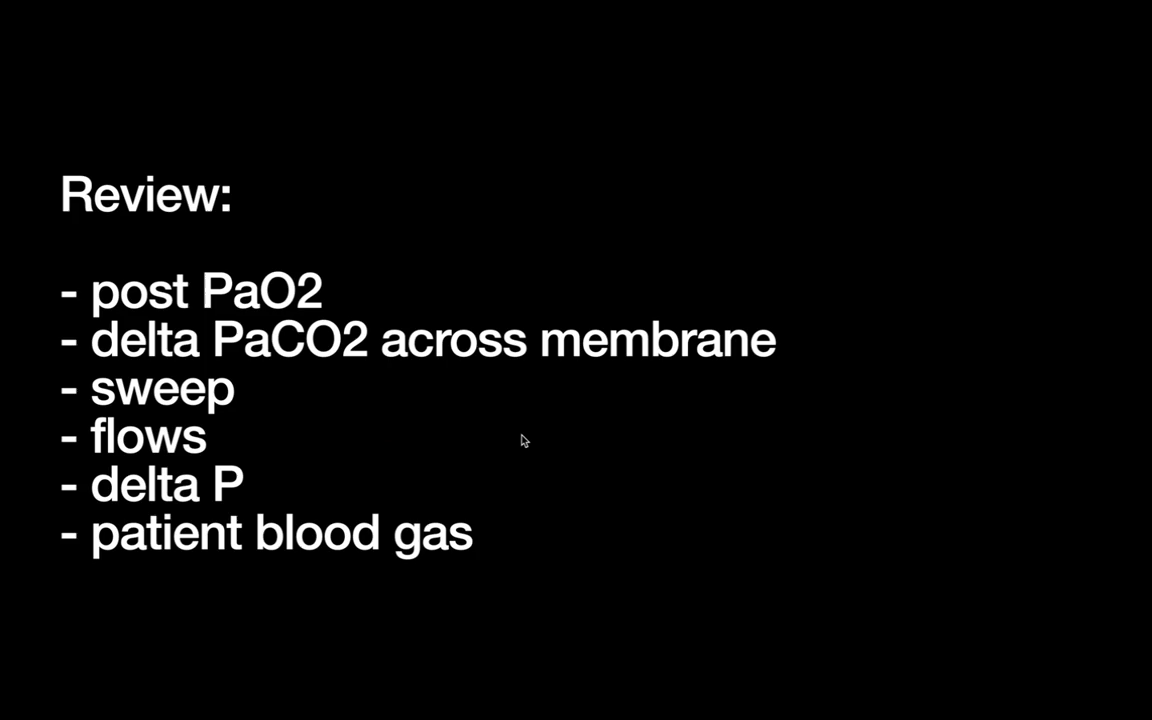 Review:
- post PaO2
- delta PaCO2 across membrane
- sweep
- flows
- delta P
- patient blood gas